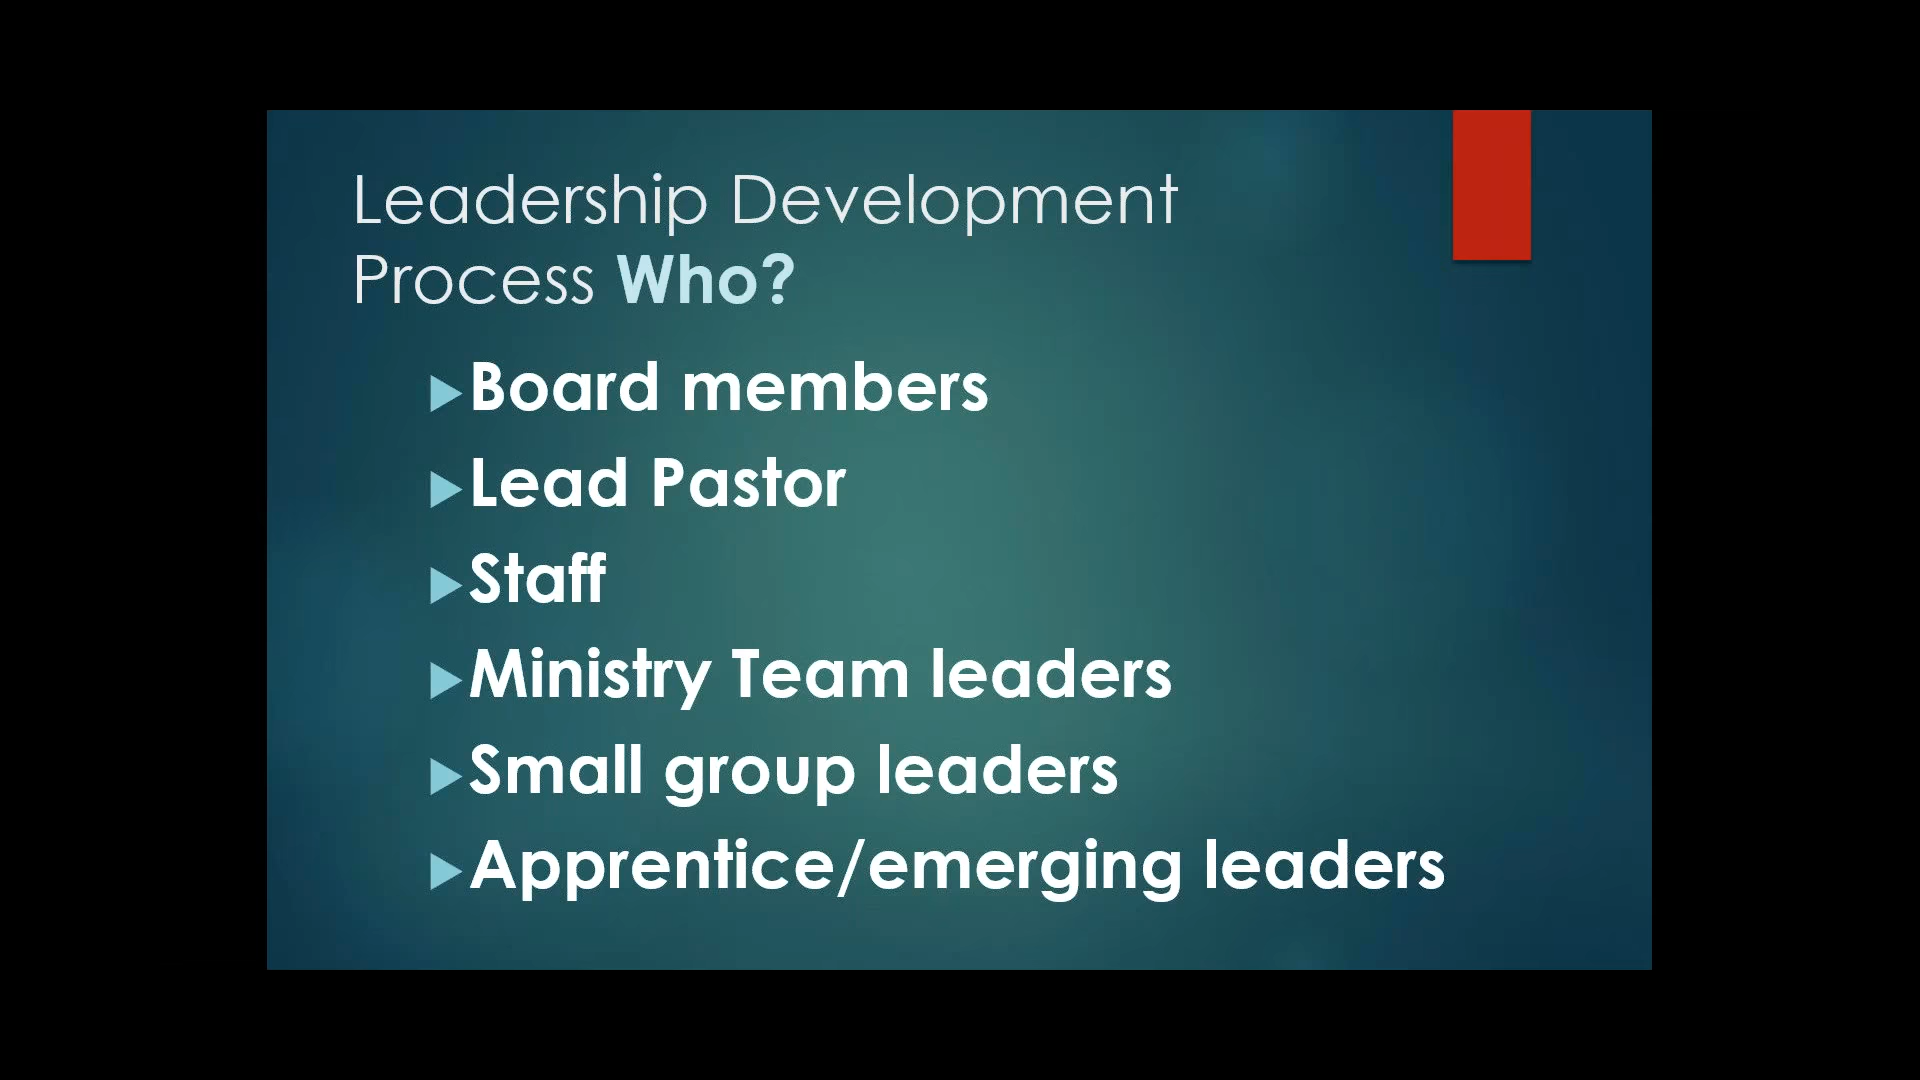 Leadership Development
Process Who?
Board members
Lead Pastor
Staff
Ministry Team leaders
Small group leaders
Apprentice/emerging leaders